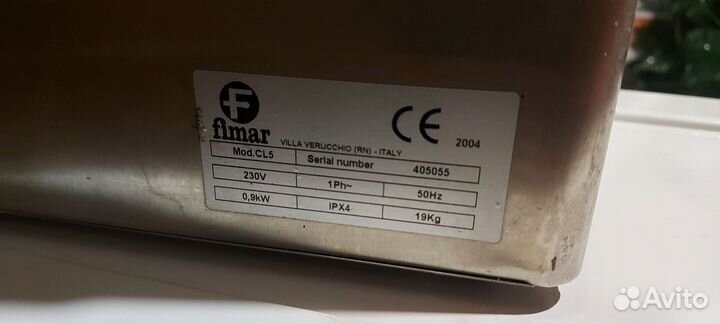 F
fimar
CE
2004
VILLA VERUCCHIO (RN) - ITALY
Mod.CL5 Serial number 405055
230V 1Ph~ 50Hz
0,9kW IPX4 19Kg
Avito